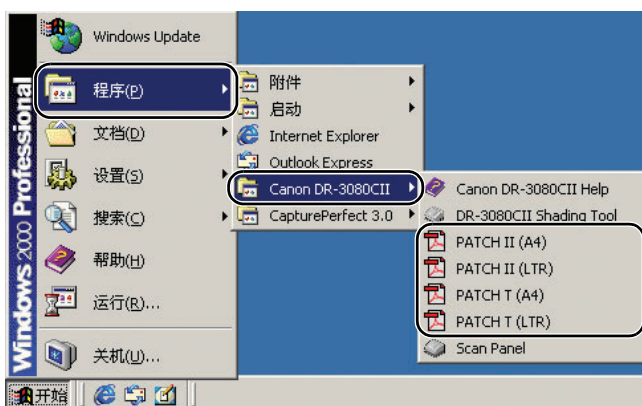 Windows 2000 Professional
Windows Update
程序(P)
文档(D)
设置(S)
搜索(C)
帮助(H)
运行(R)...
关机(U)...
附件
启动
Internet Explorer
Outlook Express
Canon DR-3080CII
CapturePerfect 3.0
Canon DR-3080CII Help
DR-3080CII Shading Tool
PATCH II (A4)
PATCH II (LTR)
PATCH T (A4)
PATCH T (LTR)
Scan Panel
开始